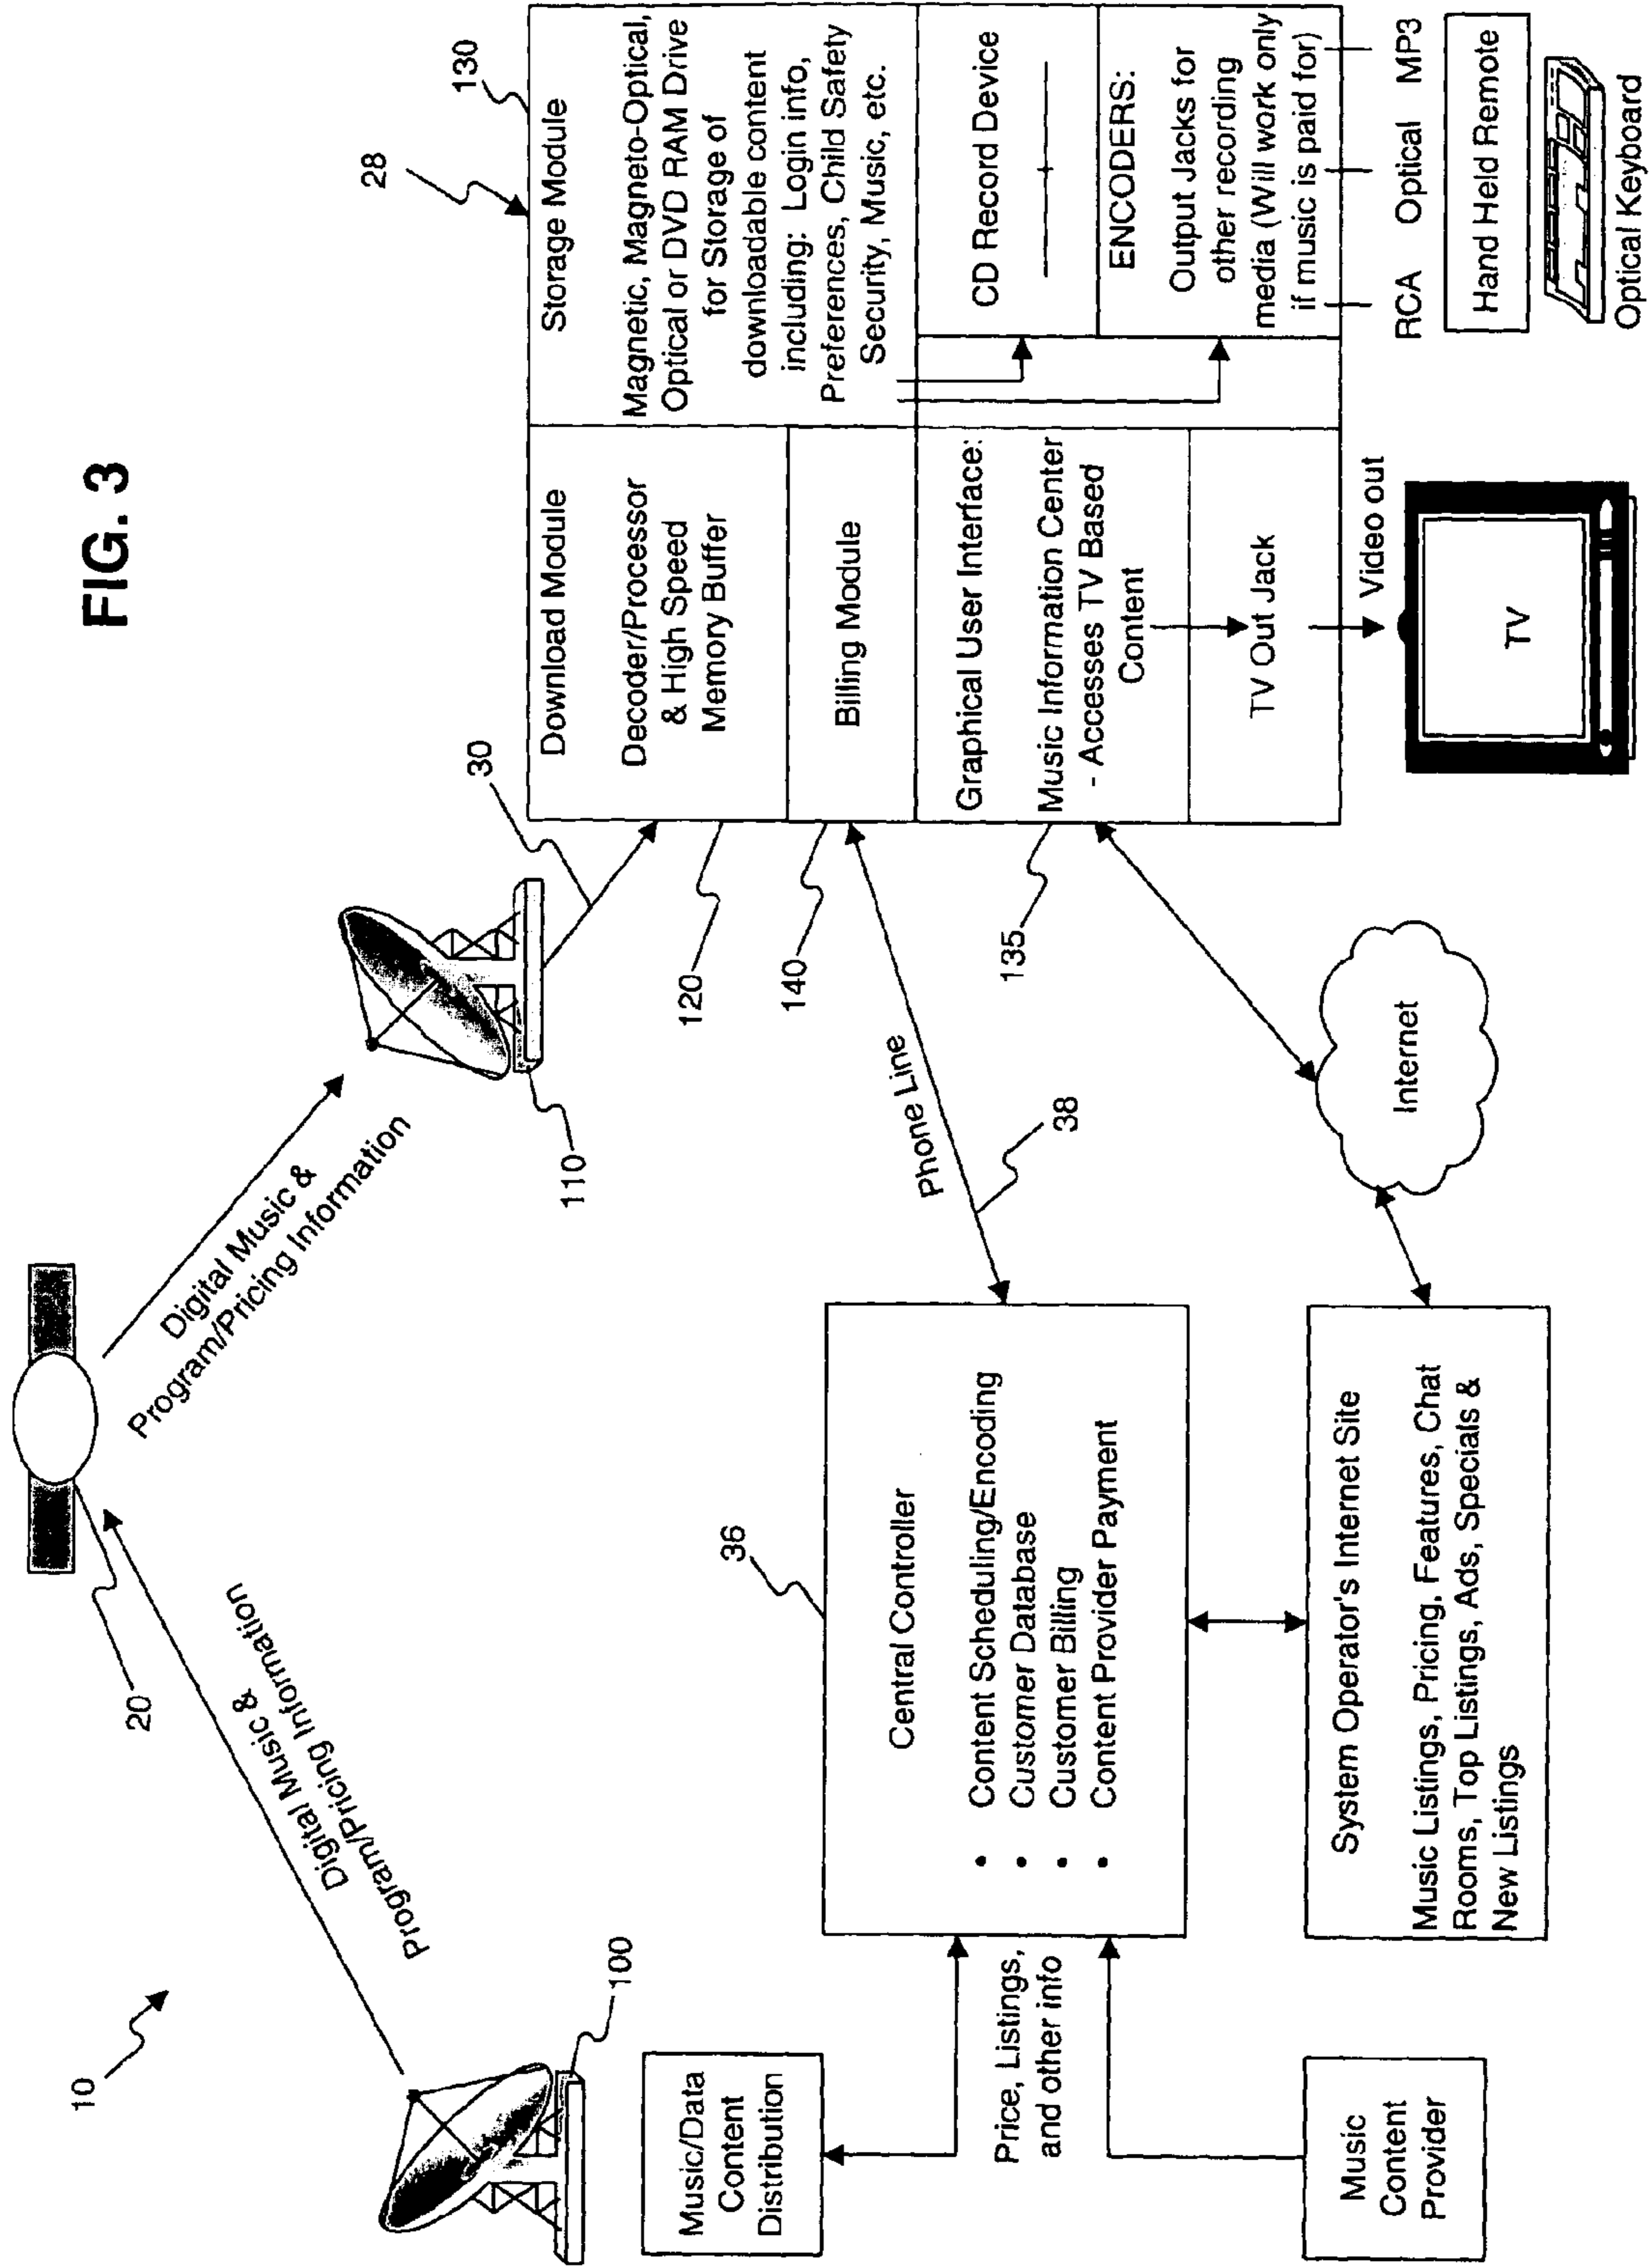 FIG. 3
10
20
Digital Music &
Program/Pricing Information
Digital Music &
Program/Pricing Information
100
110
30
28
130
Download Module
Decoder/Processor
& High Speed
Memory Buffer
120
Storage Module
Magnetic, Magneto-Optical,
Optical or DVD RAM Drive
for Storage of
downloadable content
including: Login info,
Preferences, Child Safety
Security, Music, etc.
Billing Module
140
Graphical User Interface:
Music Information Center
- Accesses TV Based
Content
135
TV Out Jack
Video out
TV
CD Record Device
ENCODERS:
Output Jacks for
other recording
media (Will work only
if music is paid for)
RCA Optical MP3
Hand Held Remote
Optical Keyboard
Music/Data
Content
Distribution
Price, Listings,
and other info
Music
Content
Provider
36
Central Controller
• Content Scheduling/Encoding
• Customer Database
• Customer Billing
• Content Provider Payment
Phone Line
38
System Operator's Internet Site
Music Listings, Pricing, Features, Chat
Rooms, Top Listings, Ads, Specials &
New Listings
Internet